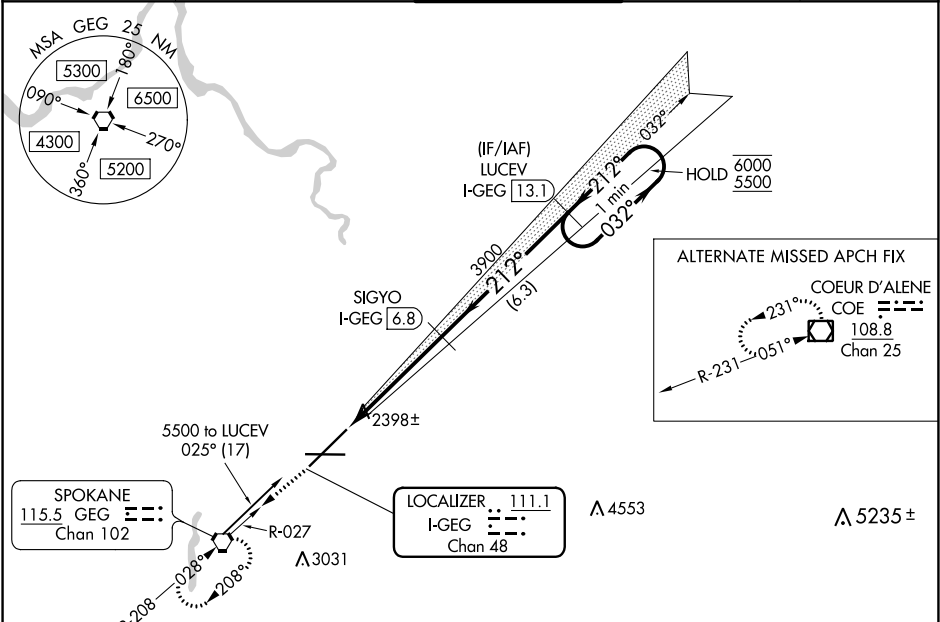 MSA GEG 25 NM
180°
5300
6500
090°
270°
4300
5200
360°
(IF/IAF)
LUCEV
I-GEG 13.1
032°
212°
1 min
032°
HOLD 6000
5500
3900
212°
(6.3)
SIGYO
I-GEG 6.8
ALTERNATE MISSED APCH FIX
COEUR D'ALENE
COE
108.8
Chan 25
231°
R-231
051°
2398±
5500 to LUCEV
025° (17)
SPOKANE
115.5 GEG
Chan 102
R-027
LOCALIZER 111.1
I-GEG
Chan 48
4553
5235±
3031
028°
208°
-208